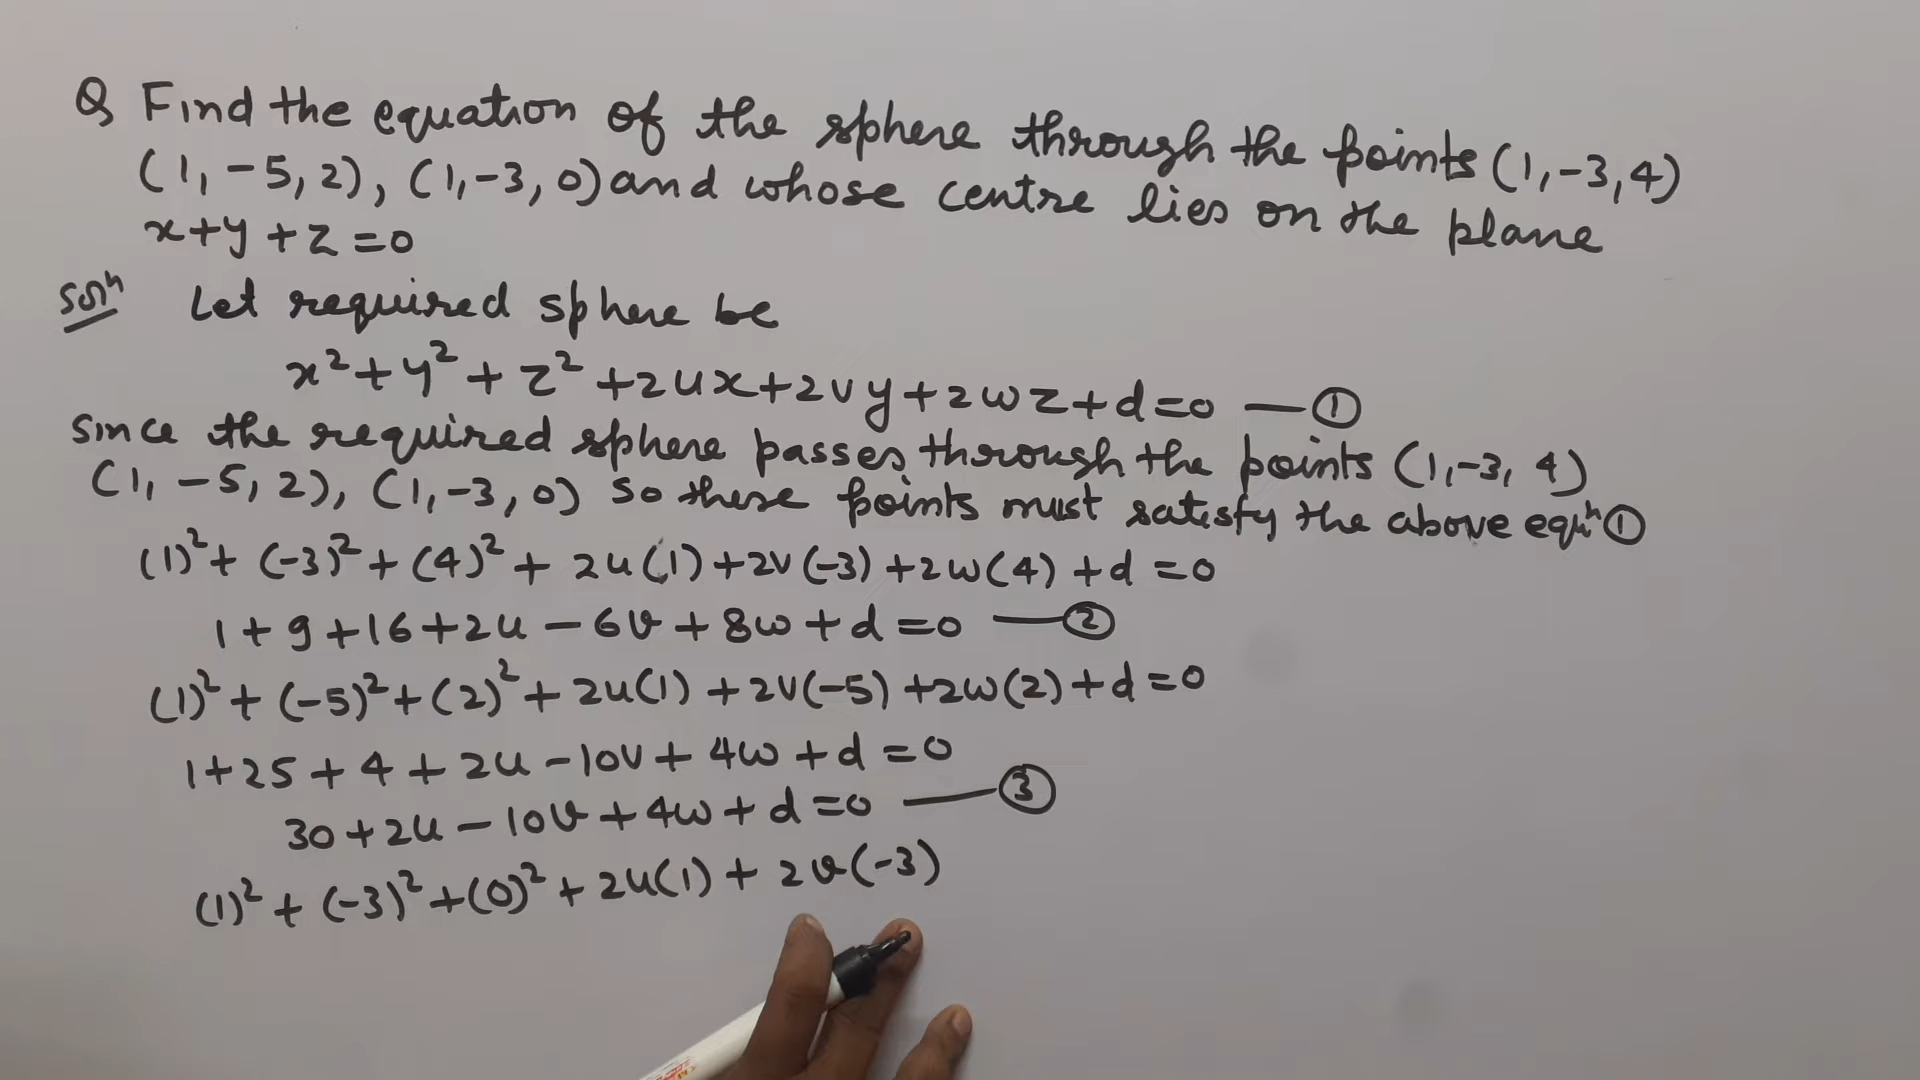 Q Find the equation of the sphere through the points (1, -3, 4)
(1, -5, 2), (1, -3, 0) and whose centre lies on the plane
x+y+z=0
Solⁿ Let required sphere be
x²+y²+z²+2ux+2vy+2wz+d=0 — ①
Since the required sphere passes through the points (1, -3, 4)
(1, -5, 2), (1, -3, 0) so these points must satisfy the above equⁿ ①
(1)²+(-3)²+(4)²+2u(1)+2v(-3)+2w(4)+d=0
1+9+16+2u-6v+8w+d=0 — ②
(1)²+(-5)²+(2)²+2u(1)+2v(-5)+2w(2)+d=0
1+25+4+2u-10v+4w+d=0
30+2u-10v+4w+d=0 — ③
(1)²+(-3)²+(0)²+2u(1)+2v(-3)